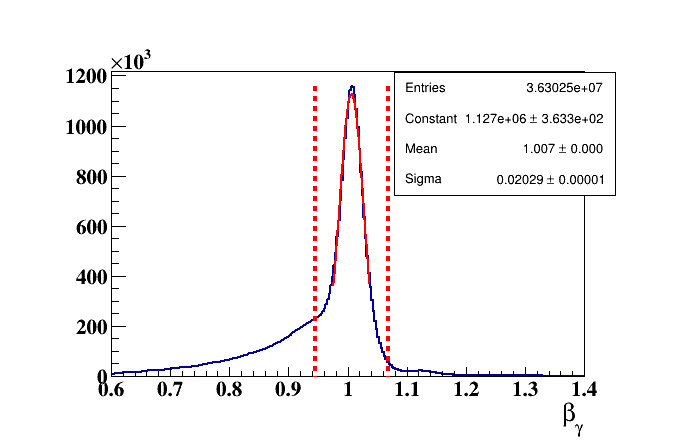 ×10³
1200
1000
800
600
400
200
0
0.6 0.7 0.8 0.9 1 1.1 1.2 1.3 1.4
βγ
Entries 3.63025e+07
Constant 1.127e+06 ± 3.633e+02
Mean 1.007 ± 0.000
Sigma 0.02029 ± 0.00001